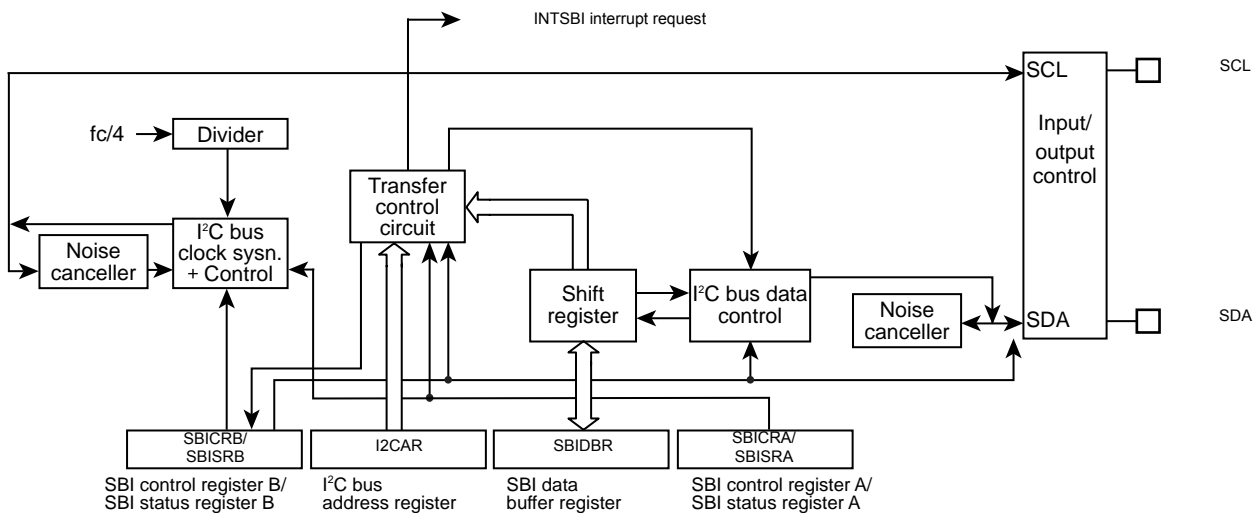 INTSBI interrupt request
SCL
SCL
fc/4
Divider
Input/
output
control
Transfer
control
circuit
I²C bus
clock sysn.
+ Control
Noise
canceller
Shift
register
I²C bus data
control
Noise
canceller
SDA
SDA
SBICRB/
SBISRB
I2CAR
SBIDBR
SBICRA/
SBISRA
SBI control register B/
SBI status register B
I²C bus
address register
SBI data
buffer register
SBI control register A/
SBI status register A